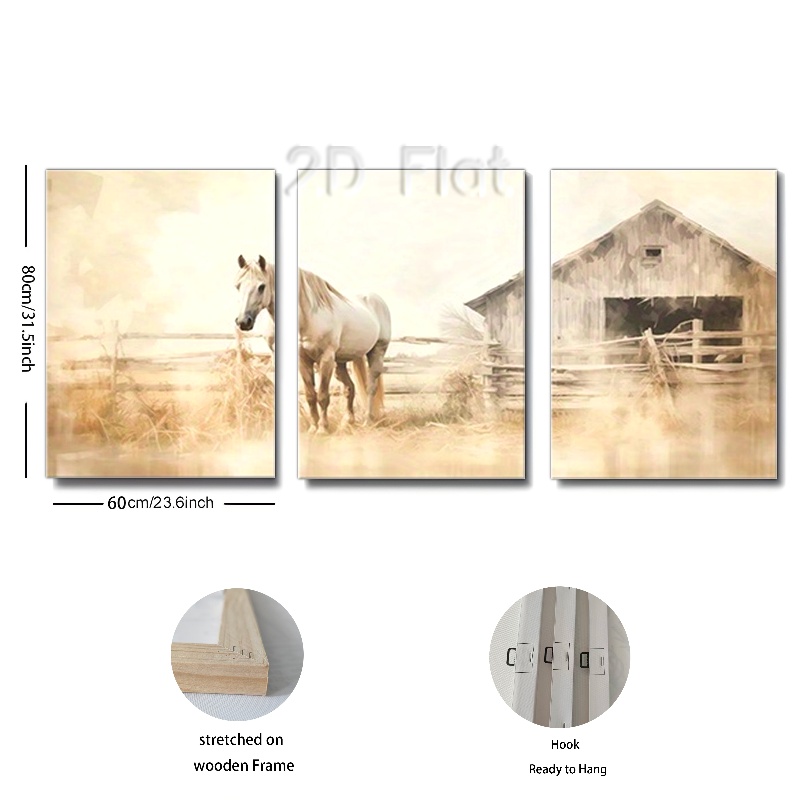 2D Flat
80cm/31.5inch
60cm/23.6inch
stretched on
wooden Frame
Hook
Ready to Hang